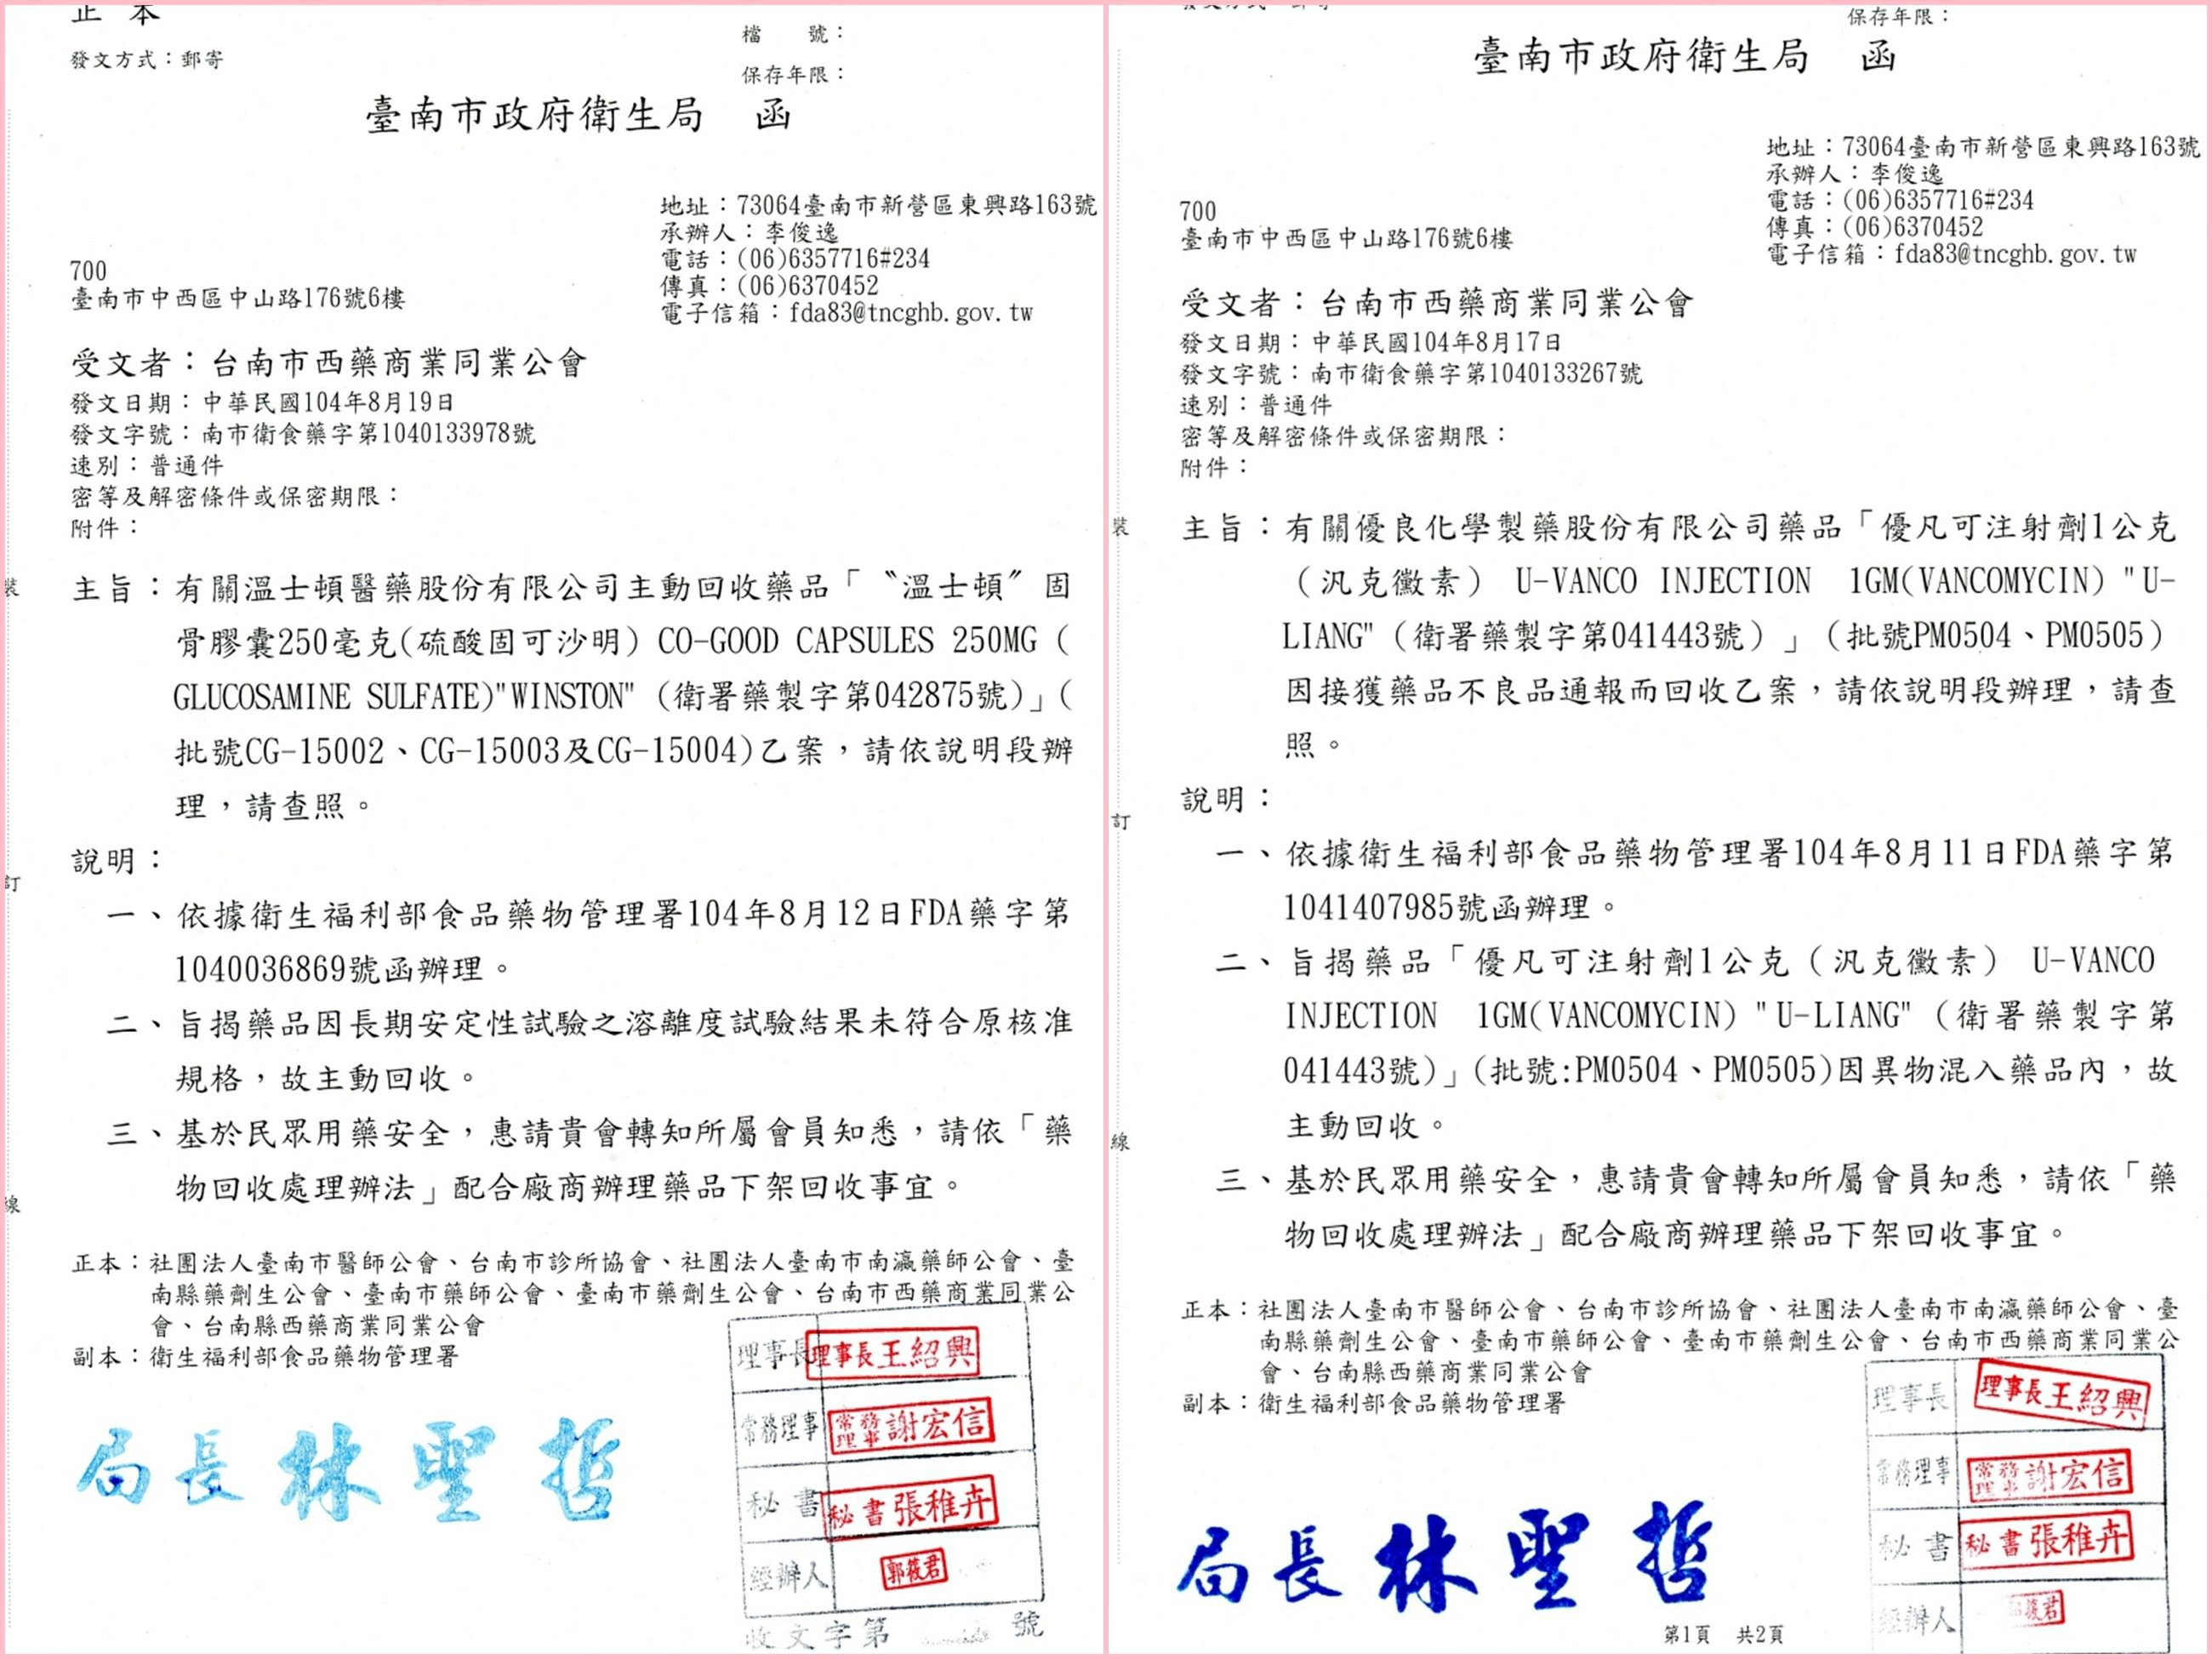 正 本
發文方式：郵寄
檔　　號：
保存年限：
臺南市政府衛生局　函
地址：73064臺南市新營區東興路163號
承辦人：李俊逸
電話：(06)6357716#234
傳真：(06)6370452
電子信箱：fda83@tncghb.gov.tw
700
臺南市中西區中山路176號6樓
受文者：台南市西藥商業同業公會
發文日期：中華民國104年8月19日
發文字號：南市衛食藥字第1040133978號
速別：普通件
密等及解密條件或保密期限：
附件：
主旨：有關溫士頓醫藥股份有限公司主動回收藥品「〝溫士頓〞固
骨膠囊250毫克(硫酸固可沙明) CO-GOOD CAPSULES 250MG (
GLUCOSAMINE SULFATE)"WINSTON" (衛署藥製字第042875號)」(
批號CG-15002、CG-15003及CG-15004)乙案，請依說明段辦
理，請查照。
說明：
一、依據衛生福利部食品藥物管理署104年8月12日FDA藥字第
1040036869號函辦理。
二、旨揭藥品因長期安定性試驗之溶離度試驗結果未符合原核准
規格，故主動回收。
三、基於民眾用藥安全，惠請貴會轉知所屬會員知悉，請依「藥
物回收處理辦法」配合廠商辦理藥品下架回收事宜。
正本：社團法人臺南市醫師公會、台南市診所協會、社團法人臺南市南瀛藥師公會、臺
南縣藥劑生公會、臺南市藥師公會、臺南市藥劑生公會、台南市西藥商業同業公
會、台南縣西藥商業同業公會
副本：衛生福利部食品藥物管理署
理事長 理事長王紹興
常務理事 常務理事謝宏信
秘書 秘書張稚卉
經辦人 郭筱君
收文字第　號
局長林聖哲
裝
訂
線
發文方式：郵寄
保存年限：
臺南市政府衛生局　函
地址：73064臺南市新營區東興路163號
承辦人：李俊逸
電話：(06)6357716#234
傳真：(06)6370452
電子信箱：fda83@tncghb.gov.tw
700
臺南市中西區中山路176號6樓
受文者：台南市西藥商業同業公會
發文日期：中華民國104年8月17日
發文字號：南市衛食藥字第1040133267號
速別：普通件
密等及解密條件或保密期限：
附件：
主旨：有關優良化學製藥股份有限公司藥品「優凡可注射劑1公克
（汎克黴素） U-VANCO INJECTION 1GM(VANCOMYCIN) "U-
LIANG"（衛署藥製字第041443號）」（批號PM0504、PM0505）
因接獲藥品不良品通報而回收乙案，請依說明段辦理，請查
照。
說明：
一、依據衛生福利部食品藥物管理署104年8月11日FDA藥字第
1041407985號函辦理。
二、旨揭藥品「優凡可注射劑1公克（汎克黴素） U-VANCO
INJECTION 1GM(VANCOMYCIN) "U-LIANG"（衛署藥製字第
041443號)」(批號:PM0504、PM0505)因異物混入藥品內，故
主動回收。
三、基於民眾用藥安全，惠請貴會轉知所屬會員知悉，請依「藥
物回收處理辦法」配合廠商辦理藥品下架回收事宜。
正本：社團法人臺南市醫師公會、台南市診所協會、社團法人臺南市南瀛藥師公會、臺
南縣藥劑生公會、臺南市藥師公會、臺南市藥劑生公會、台南市西藥商業同業公
會、台南縣西藥商業同業公會
副本：衛生福利部食品藥物管理署
理事長 理事長王紹興
常務理事 常務理事謝宏信
秘書 秘書張稚卉
經辦人 筱君
局長林聖哲
第1頁　共2頁
裝
訂
線